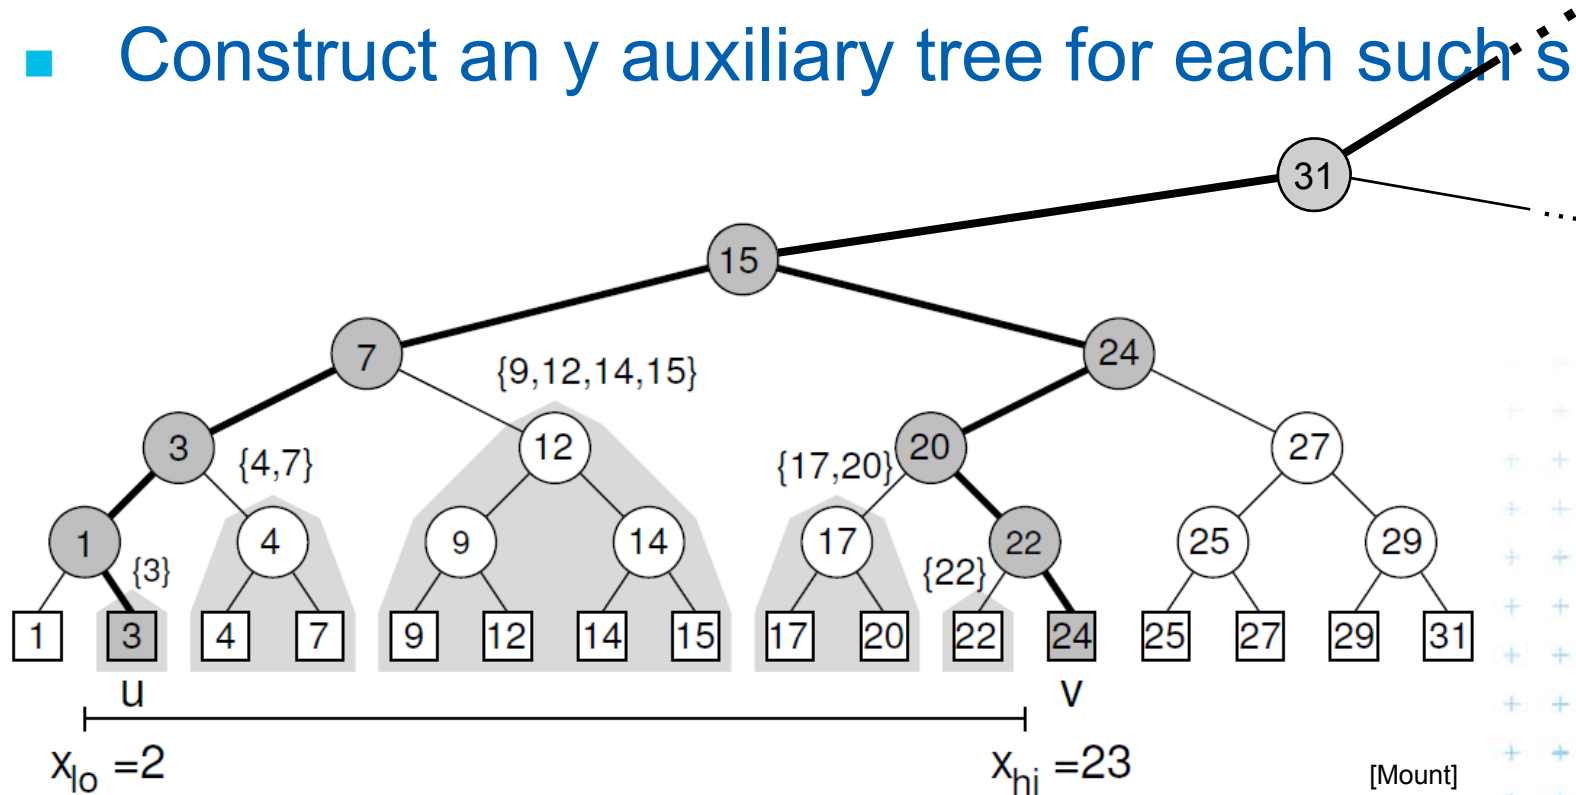 ■ Construct an y auxiliary tree for each such s
31
15
7 24
{9,12,14,15}
3 {4,7} 12 {17,20} 20 27
1 {3} 4 9 14 17 {22} 22 25 29
1 3 4 7 9 12 14 15 17 20 22 24 25 27 29 31
u v
xlo =2 xhi =23
[Mount]